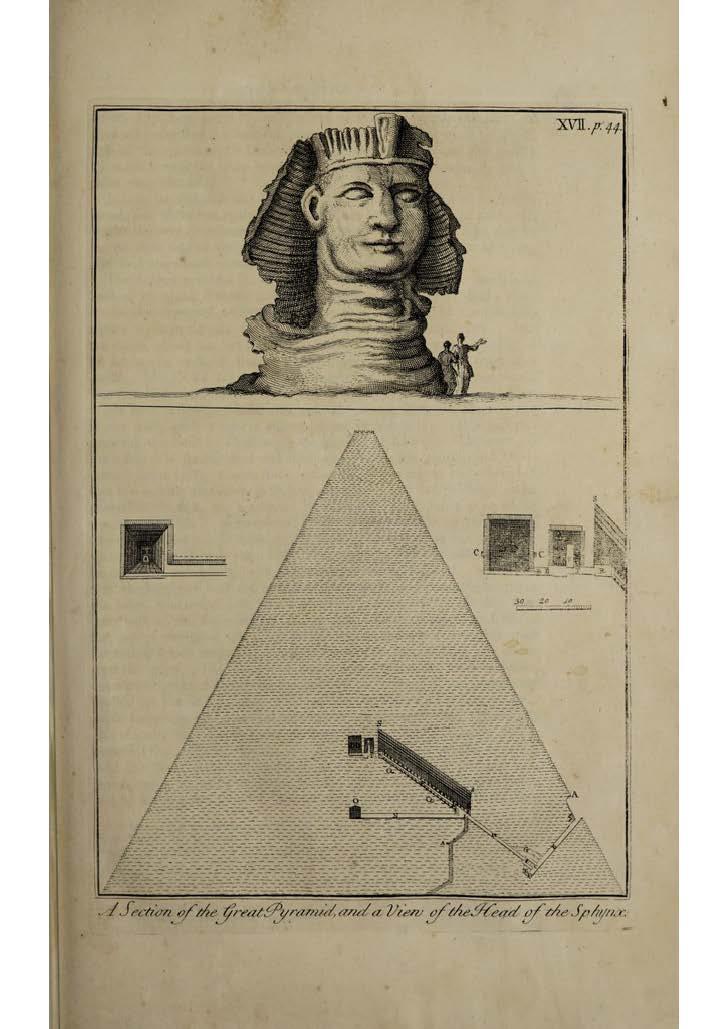 XVII. p. 44.
S
C
C
B
30 20 10
S
Q
Q
O
N
A
A
A Section of the Great Pyramid, and a View of the Head of the Sphynx.